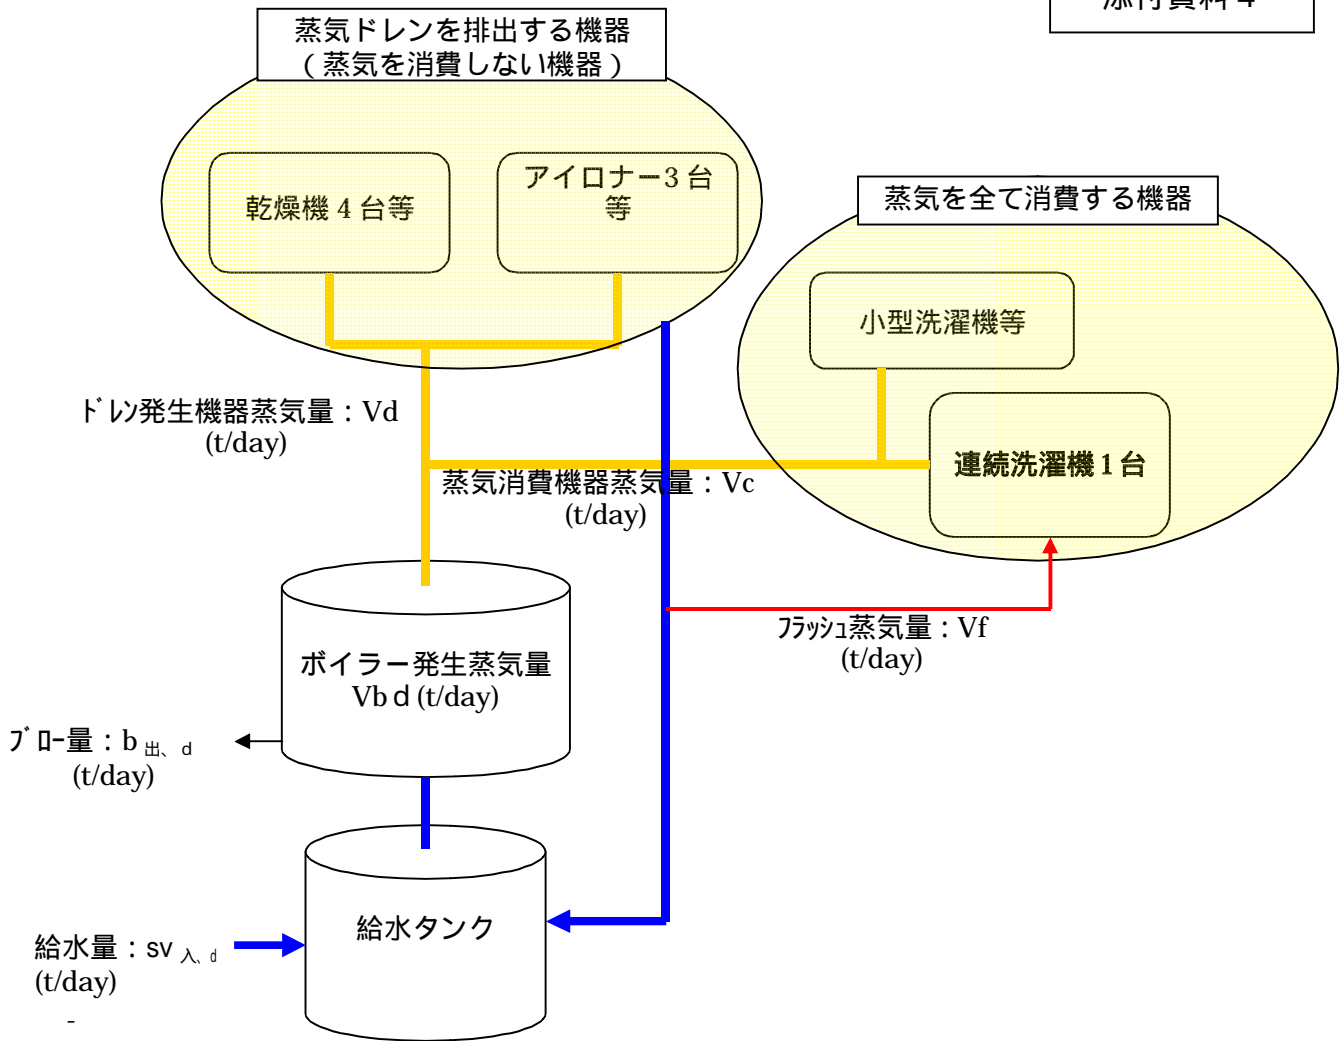 添付資料4
蒸気ドレンを排出する機器
(蒸気を消費しない機器)
乾燥機 4 台等
アイロナー3 台
等
蒸気を全て消費する機器
小型洗濯機等
連続洗濯機 1 台
ドレン発生機器蒸気量:Vd
(t/day)
蒸気消費機器蒸気量:Vc
(t/day)
フラッシュ蒸気量:Vf
(t/day)
ボイラー発生蒸気量
Vbd (t/day)
ブロー量:b 出、d
(t/day)
給水タンク
給水量:sv 入、d
(t/day)
-